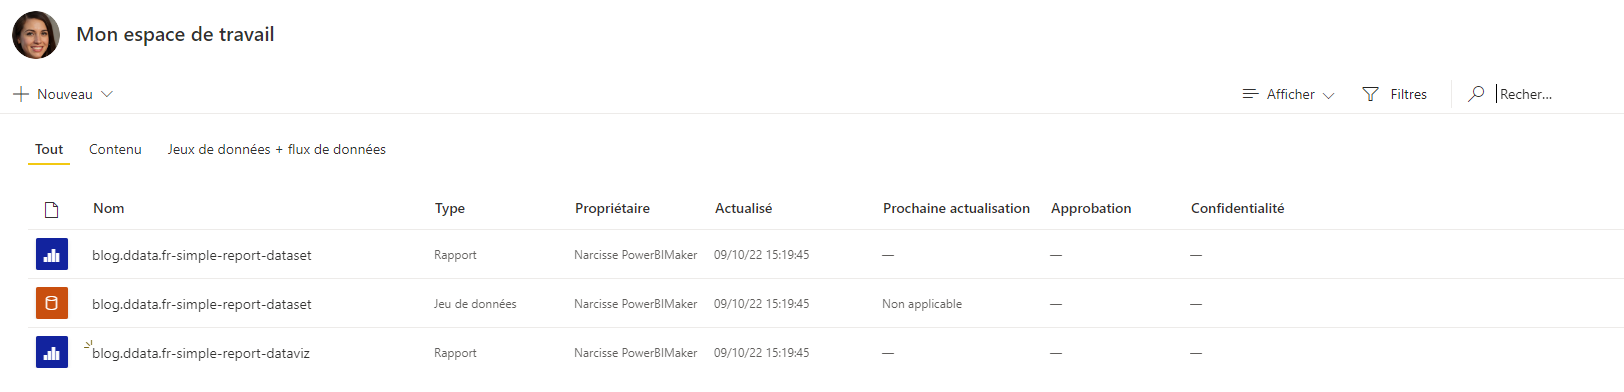 Mon espace de travail
Nouveau Afficher Filtres Recher...
Tout Contenu Jeux de données + flux de données
Nom Type Propriétaire Actualisé Prochaine actualisation Approbation Confidentialité
blog.ddata.fr-simple-report-dataset Rapport Narcisse PowerBIMaker 09/10/22 15:19:45 — — —
blog.ddata.fr-simple-report-dataset Jeu de données Narcisse PowerBIMaker 09/10/22 15:19:45 Non applicable — —
blog.ddata.fr-simple-report-dataviz Rapport Narcisse PowerBIMaker 09/10/22 15:19:45 — — —